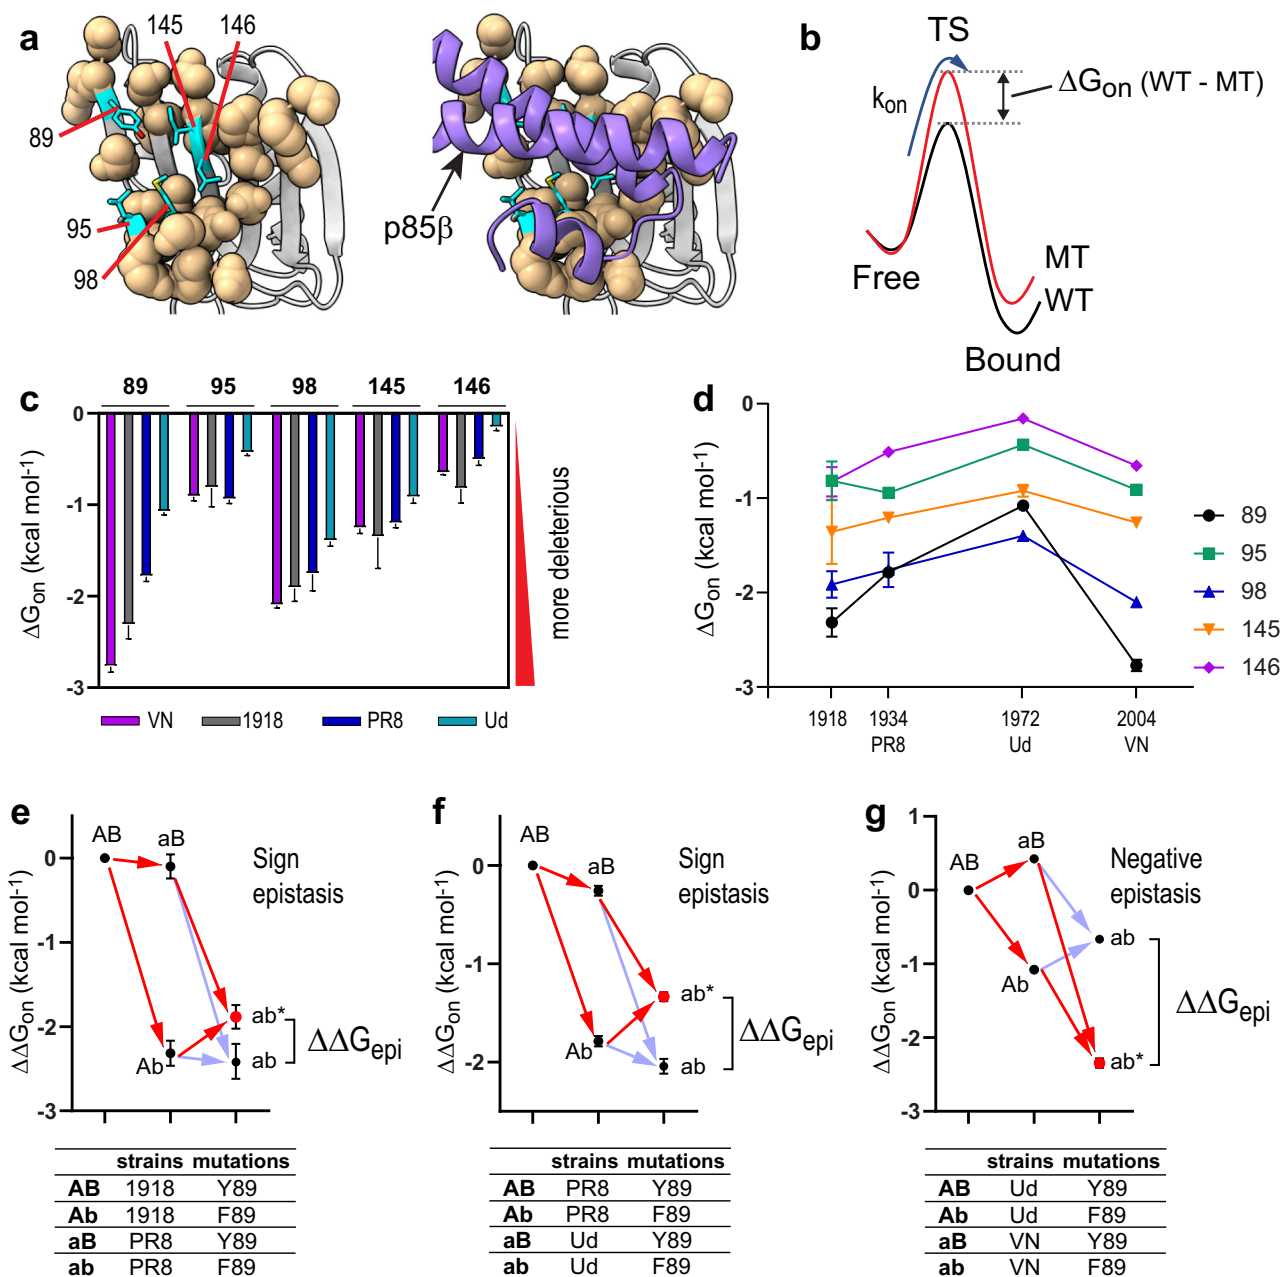 a
145
146
89
95
98
p85β
b
TS
kon
ΔGon (WT - MT)
Free
MT
WT
Bound
c
89
95
98
145
146
0
-1
-2
-3
ΔGon (kcal mol-1)
more deleterious
VN
1918
PR8
Ud
d
0
-1
-2
-3
ΔGon (kcal mol-1)
1918
1934
PR8
1972
Ud
2004
VN
89
95
98
145
146
e
AB
aB
Sign
epistasis
0
-1
-2
-3
ΔΔGon (kcal mol-1)
Ab
ab*
ab
ΔΔGepi
strains mutations
AB 1918 Y89
Ab 1918 F89
aB PR8 Y89
ab PR8 F89
f
AB
aB
Sign
epistasis
0
-1
-2
ΔΔGon (kcal mol-1)
Ab
ab*
ab
ΔΔGepi
strains mutations
AB PR8 Y89
Ab PR8 F89
aB Ud Y89
ab Ud F89
g
AB
aB
Negative
epistasis
1
0
-1
-2
-3
ΔΔGon (kcal mol-1)
Ab
ab
ab*
ΔΔGepi
strains mutations
AB Ud Y89
Ab Ud F89
aB VN Y89
ab VN F89